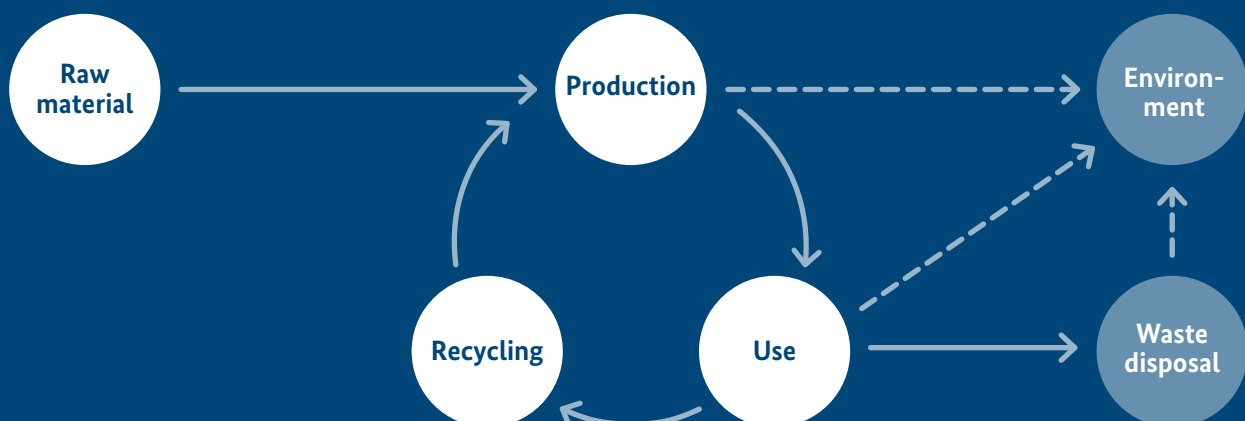 Raw
material
Production
Environ-
ment
Recycling
Use
Waste
disposal